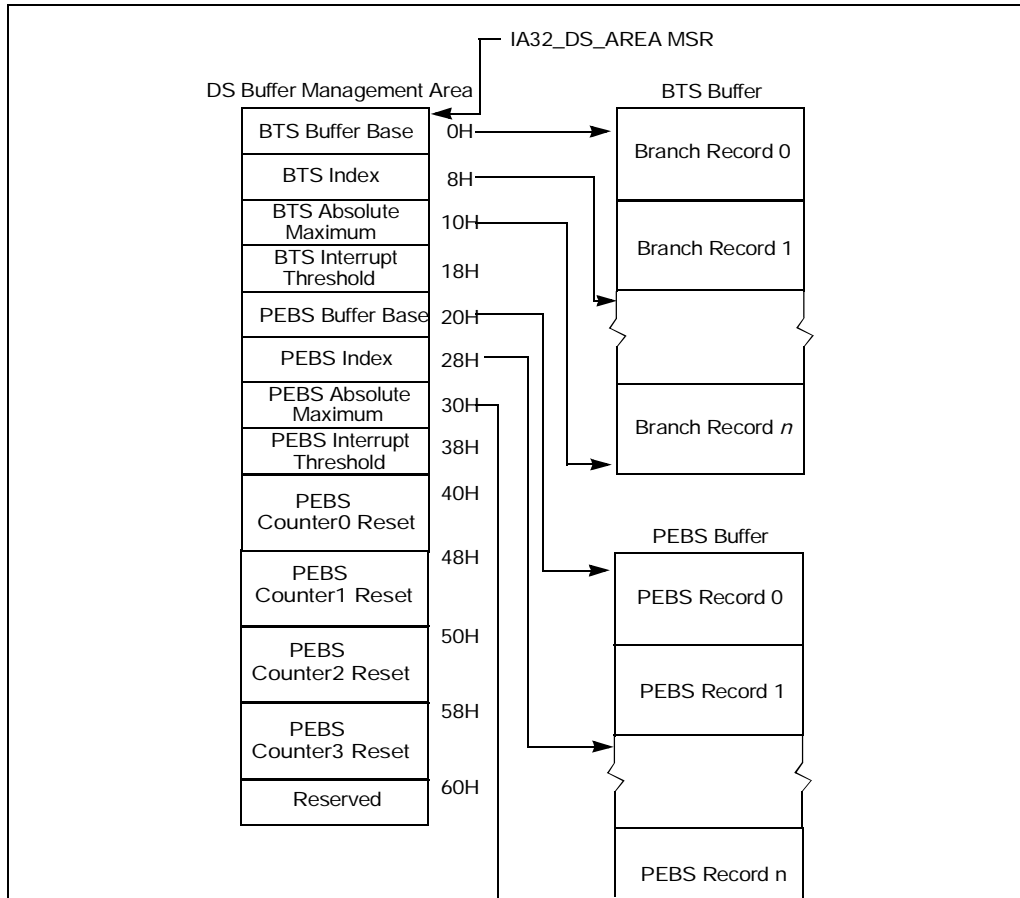 IA32_DS_AREA MSR
DS Buffer Management Area
BTS Buffer Base 0H
BTS Index 8H
BTS Absolute
Maximum 10H
BTS Interrupt
Threshold 18H
PEBS Buffer Base 20H
PEBS Index 28H
PEBS Absolute
Maximum 30H
PEBS Interrupt
Threshold 38H
40H
PEBS
Counter0 Reset
48H
PEBS
Counter1 Reset
50H
PEBS
Counter2 Reset
58H
PEBS
Counter3 Reset
60H
Reserved
BTS Buffer
Branch Record 0
Branch Record 1
Branch Record n
PEBS Buffer
PEBS Record 0
PEBS Record 1
PEBS Record n